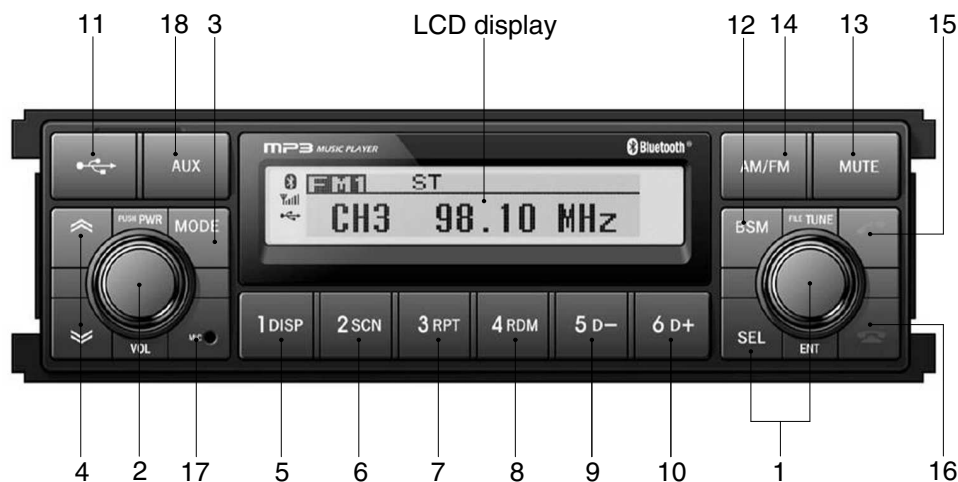 11 18 3 LCD display 12 14 13 15
MP3 MUSIC PLAYER Bluetooth®
AUX AM/FM MUTE
FM1 ST
CH3 98.10 MHz
PUSH PWR MODE BSM FILE TUNE
1 DISP 2 SCN 3 RPT 4 RDM 5 D– 6 D+
VOL MIC SEL ENT
4 2 17 5 6 7 8 9 10 1 16